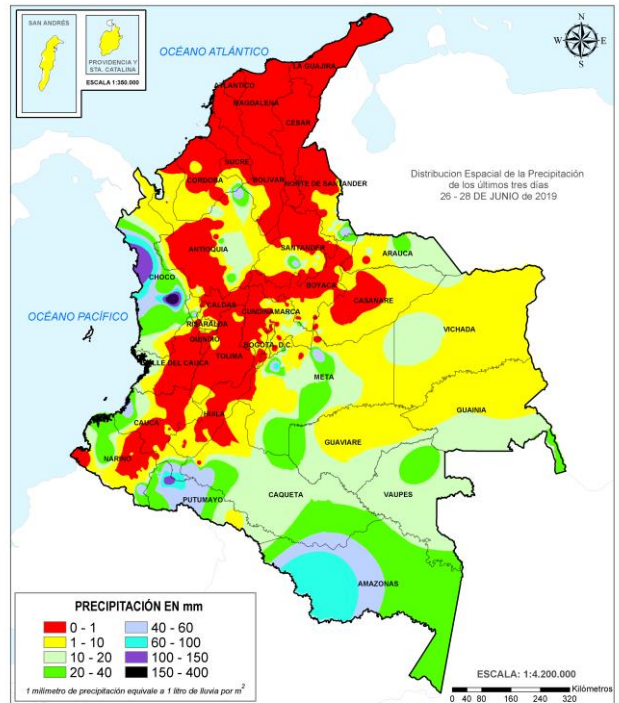 SAN ANDRÉS
PROVIDENCIA Y
STA. CATALINA
ESCALA 1:380.000
OCÉANO ATLÁNTICO
N
W
E
S
LA GUAJIRA
ATLANTICO
MAGDALENA
CESAR
SUCRE
CORDOBA
BOLIVAR
NORTE DE SANTANDER
Distribucion Espacial de la Precipitación
de los últimos tres días
26 - 28 DE JUNIO de 2019
ANTIOQUIA
SANTANDER
ARAUCA
CHOCO
BOYACA
CASANARE
OCÉANO PACÍFICO
CALDAS
CUNDINAMARCA
RISARALDA
VICHADA
QUINDIO
BOGOTA, D.C.
VALLE DEL CAUCA
TOLIMA
META
GUAINIA
HUILA
CAUCA
GUAVIARE
NARIÑO
CAQUETA
VAUPES
PUTUMAYO
AMAZONAS
PRECIPITACIÓN EN mm
0 - 1
40 - 60
1 - 10
60 - 100
10 - 20
100 - 150
20 - 40
150 - 400
1 milimetro de precipitación equivale a 1 litro de lluvia por m²
ESCALA: 1:4.200.000
Kilómetros
0 40 80 160 240 320